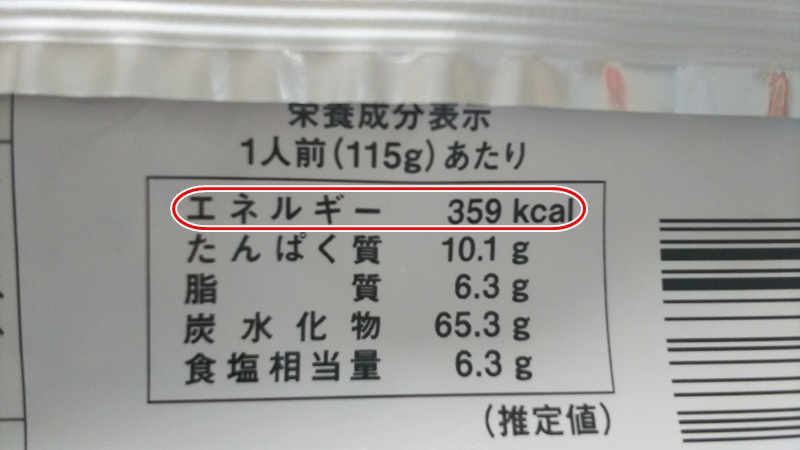 栄養成分表示
1人前(115g)あたり
エネルギー 359 kcal
たんぱく質 10.1 g
脂質 6.3 g
炭水化物 65.3 g
食塩相当量 6.3 g
(推定値)